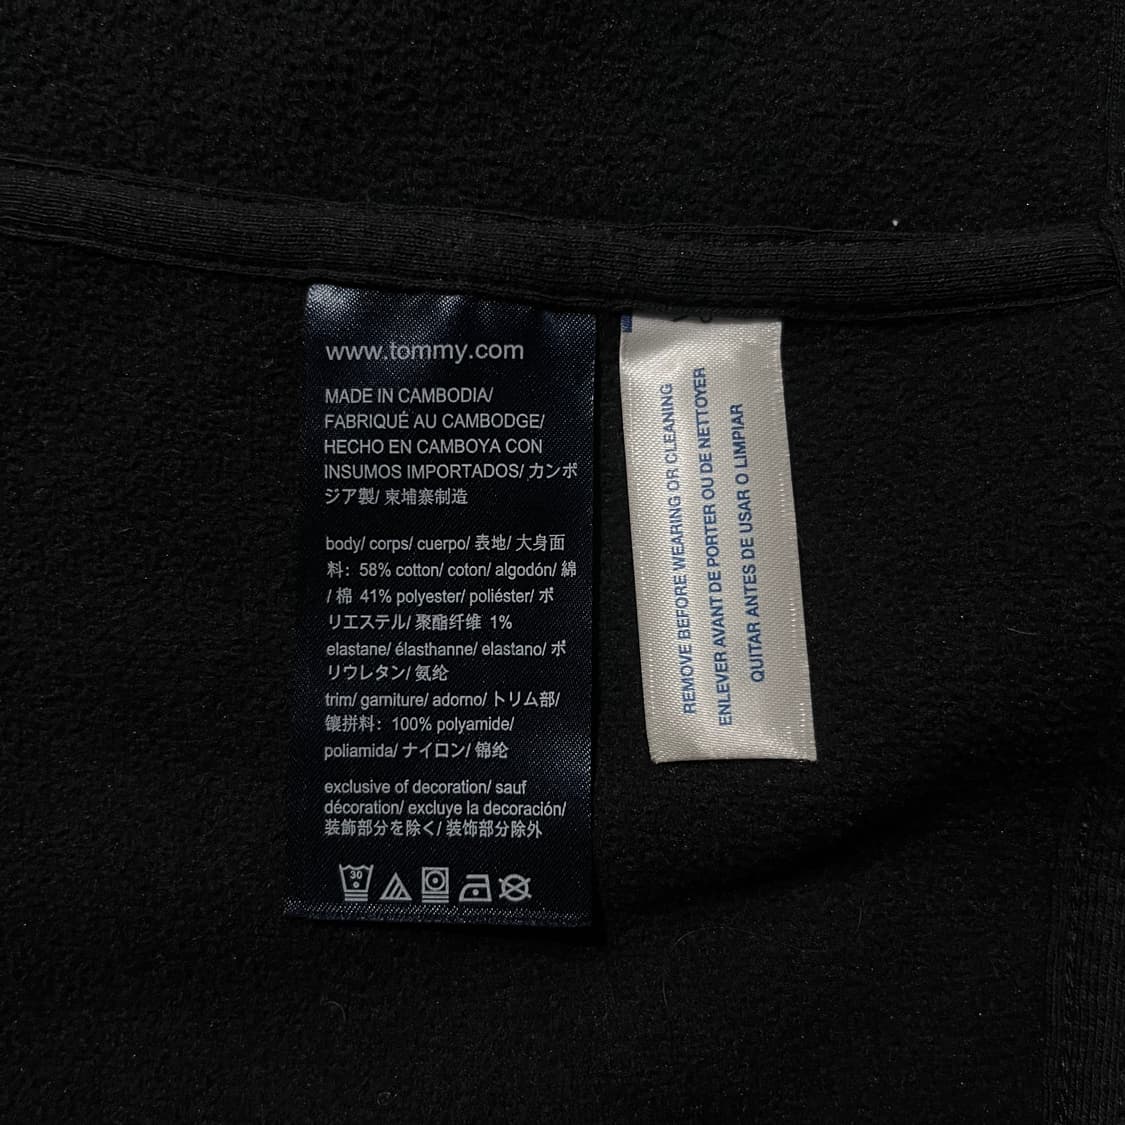 www.tommy.com
MADE IN CAMBODIA/
FABRIQUÉ AU CAMBODGE/
HECHO EN CAMBOYA CON
INSUMOS IMPORTADOS/ カンボ
ジア製/ 柬埔寨制造
body/ corps/ cuerpo/ 表地/ 大身面
料: 58% cotton/ coton/ algodón/ 綿
/ 棉 41% polyester/ poliéster/ ポ
リエステル/ 聚酯纤维 1%
elastane/ élasthanne/ elastano/ ポ
リウレタン/ 氨纶
trim/ garniture/ adorno/ トリム部/
镶拼料: 100% polyamide/
poliamida/ ナイロン/ 锦纶
exclusive of decoration/ sauf
décoration/ excluye la decoración/
装飾部分を除く/ 装饰部分除外
30
REMOVE BEFORE WEARING OR CLEANING
ENLEVER AVANT DE PORTER OU DE NETTOYER
QUITAR ANTES DE USAR O LIMPIAR